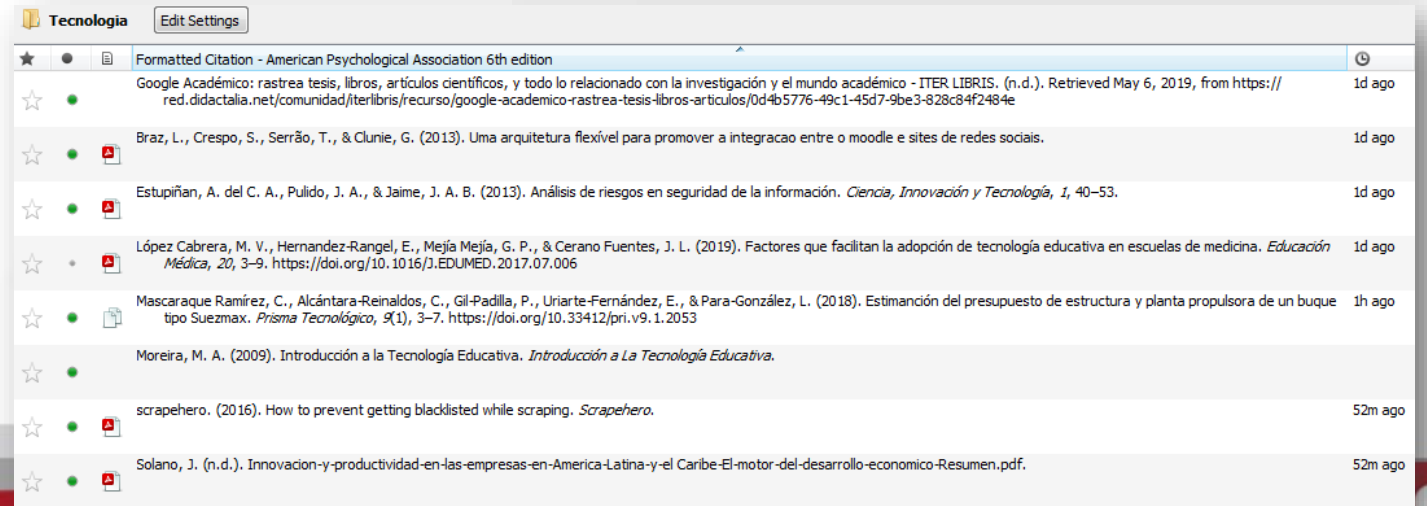 Tecnologia Edit Settings
Formatted Citation - American Psychological Association 6th edition
Google Académico: rastrea tesis, libros, artículos científicos, y todo lo relacionado con la investigación y el mundo académico - ITER LIBRIS. (n.d.). Retrieved May 6, 2019, from https:// 1d ago
red.didactalia.net/comunidad/iterlibris/recurso/google-academico-rastrea-tesis-libros-articulos/0d4b5776-49c1-45d7-9be3-828c84f2484e
Braz, L., Crespo, S., Serrão, T., & Clunie, G. (2013). Uma arquitetura flexível para promover a integracao entre o moodle e sites de redes sociais. 1d ago
Estupiñan, A. del C. A., Pulido, J. A., & Jaime, J. A. B. (2013). Análisis de riesgos en seguridad de la información. Ciencia, Innovación y Tecnología, 1, 40–53. 1d ago
López Cabrera, M. V., Hernandez-Rangel, E., Mejía Mejía, G. P., & Cerano Fuentes, J. L. (2019). Factores que facilitan la adopción de tecnología educativa en escuelas de medicina. Educación 1d ago
Médica, 20, 3–9. https://doi.org/10.1016/J.EDUMED.2017.07.006
Mascaraque Ramírez, C., Alcántara-Reinaldos, C., Gil-Padilla, P., Uriarte-Fernández, E., & Para-González, L. (2018). Estimanción del presupuesto de estructura y planta propulsora de un buque 1h ago
tipo Suezmax. Prisma Tecnológico, 9(1), 3–7. https://doi.org/10.33412/pri.v9.1.2053
Moreira, M. A. (2009). Introducción a la Tecnología Educativa. Introducción a La Tecnología Educativa.
scrapehero. (2016). How to prevent getting blacklisted while scraping. Scrapehero. 52m ago
Solano, J. (n.d.). Innovacion-y-productividad-en-las-empresas-en-America-Latina-y-el Caribe-El-motor-del-desarrollo-economico-Resumen.pdf. 52m ago